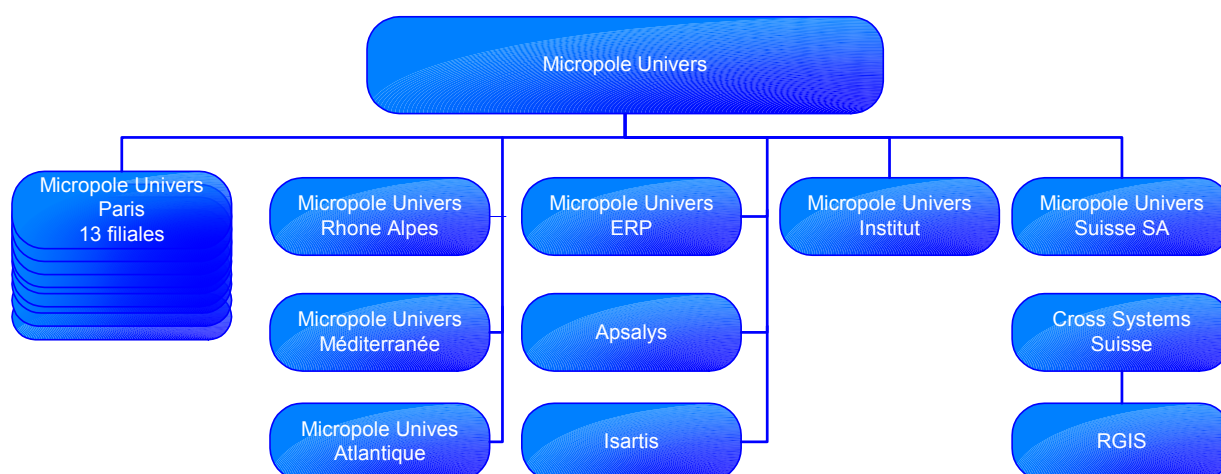 Micropole Univers
Micropole Univers
Paris
13 filiales
Micropole Univers
Rhone Alpes
Micropole Univers
ERP
Micropole Univers
Institut
Micropole Univers
Suisse SA
Micropole Univers
Méditerranée
Apsalys
Cross Systems
Suisse
Micropole Unives
Atlantique
Isartis
RGIS